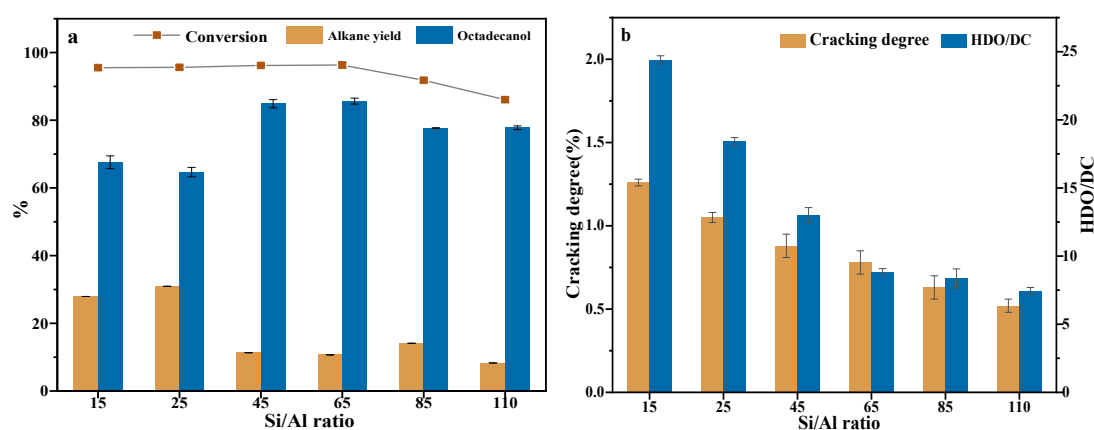 a
Conversion
Alkane yield
Octadecanol
100
80
60
40
20
0
%
15 25 45 65 85 110
Si/Al ratio
b
Cracking degree
HDO/DC
2.0
1.5
1.0
0.5
0.0
Cracking degree(%)
25
20
15
10
5
0
HDO/DC
15 25 45 65 85 110
Si/Al ratio